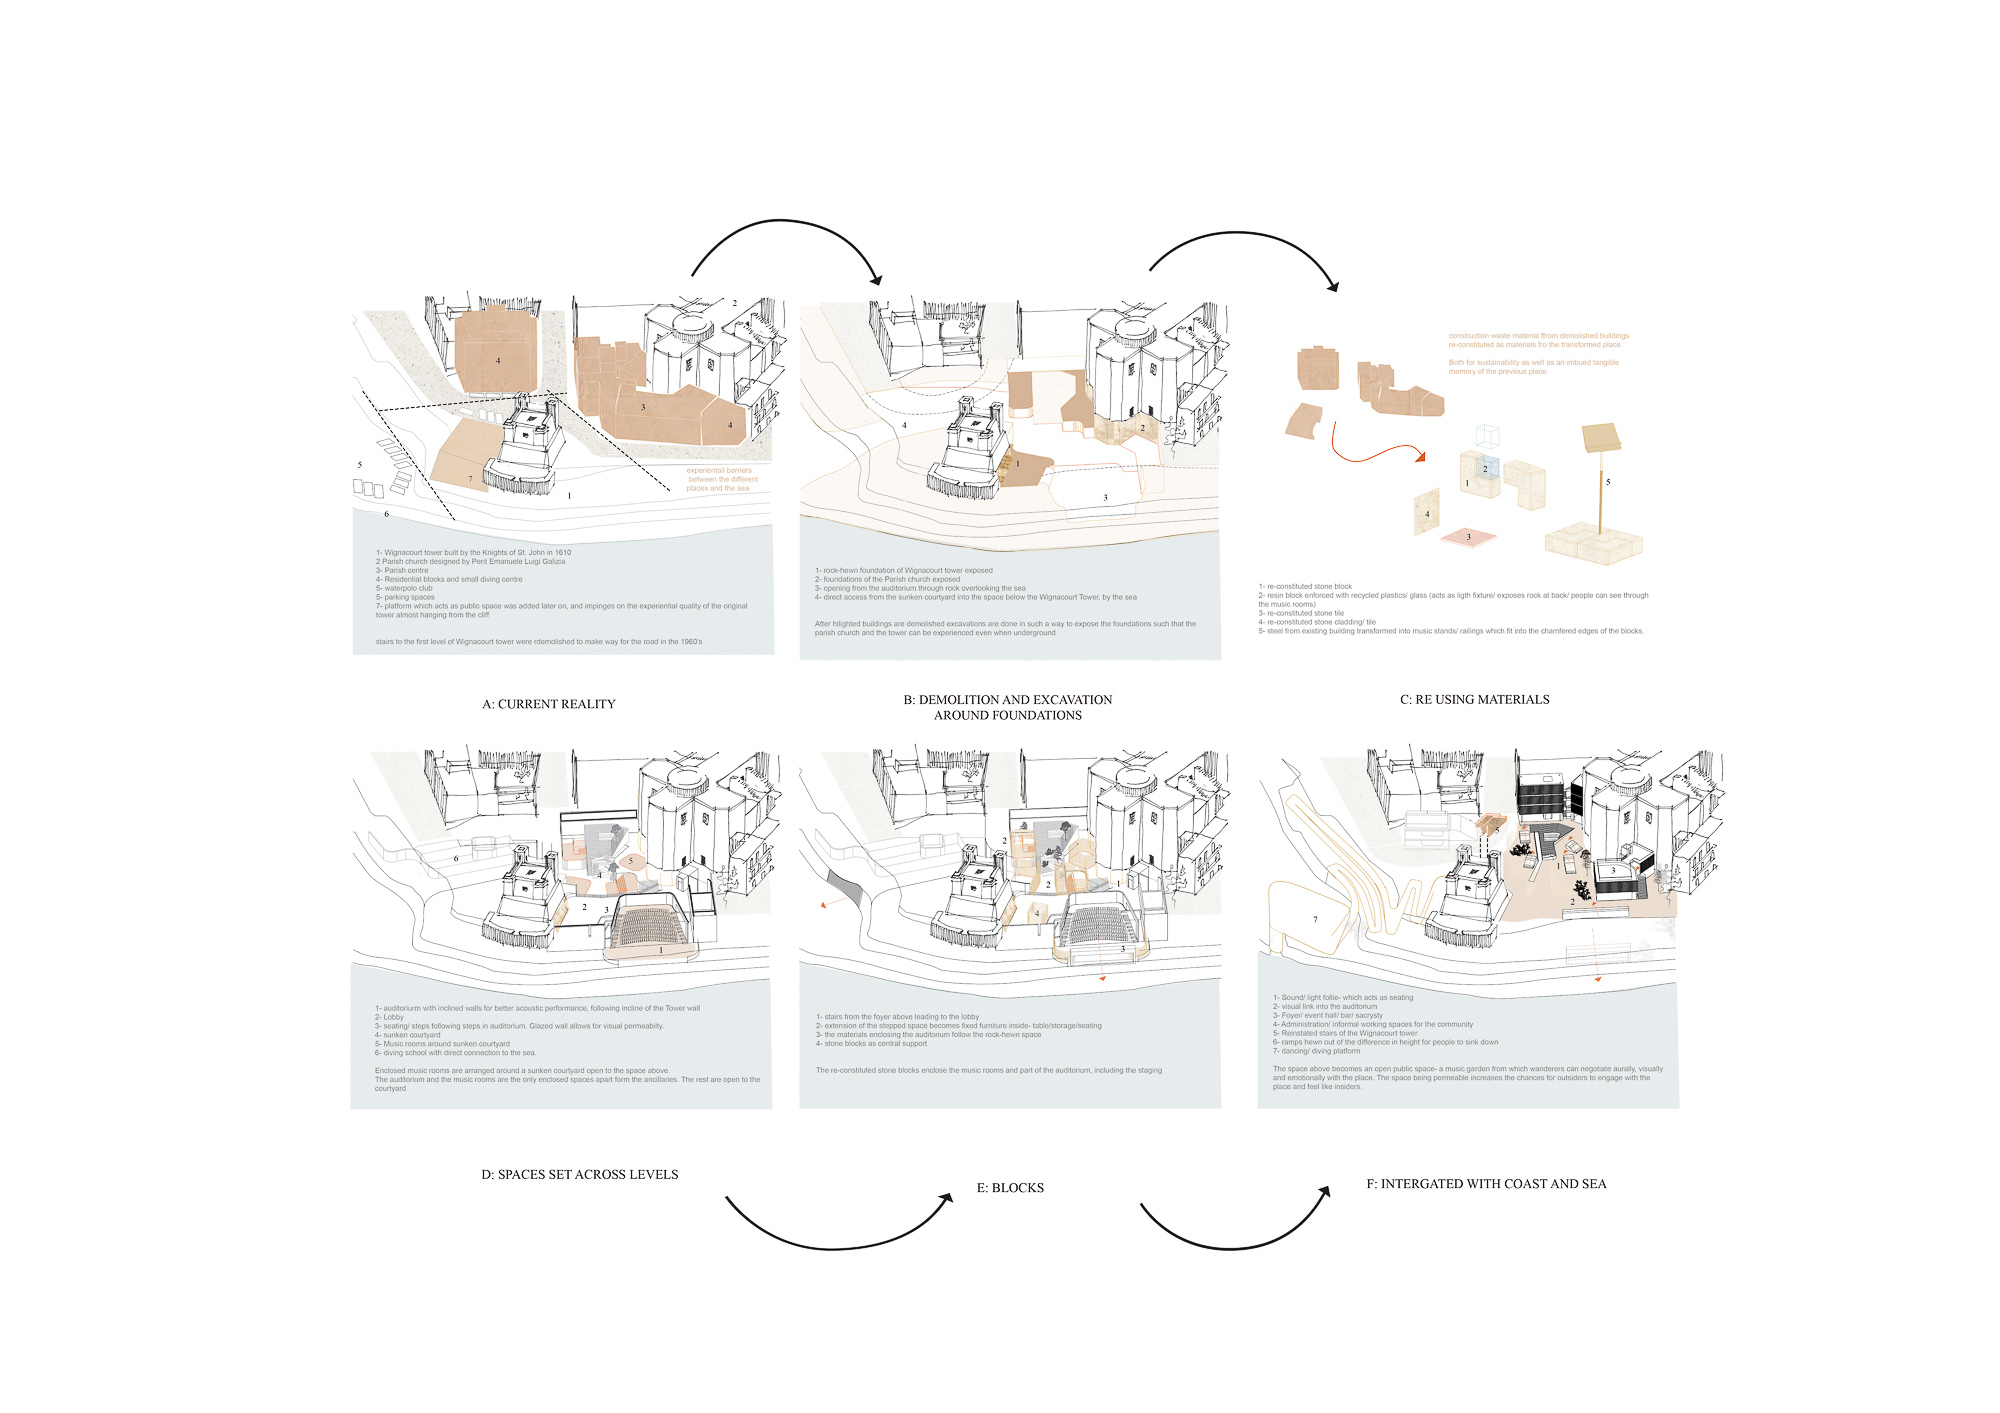 2
4
3
4
5
experientail barriers
between the different
places and the sea
7
1
6
1- Wignacourt tower built by the Knights of St. John in 1610
2 Parish church designed by Perit Emanuele Luigi Galizia
3- Parish centre
4- Residential blocks and small diving centre
5- waterpolo club
5- parking spaces
7- platform which acts as public space was added later on, and impinges on the experiential quality of the original
tower almost hanging from the cliff
stairs to the first level of Wignacourt tower were rdemolished to make way for the road in the 1960's
A: CURRENT REALITY
4
2
1
3
1- rock-hewn foundation of Wignacourt tower exposed
2- foundations of the Parish church exposed
3- opening from the auditorium through rock overlooking the sea
4- direct access from the sunken courtyard into the space below the Wignacourt Tower, by the sea
After hilighted buildings are demolished excavations are done in such a way to expose the foundations such that the
parish church and the tower can be experienced even when underground
B: DEMOLITION AND EXCAVATION
AROUND FOUNDATIONS
construction waste material ffrom demolished buildings
re-constituted as materials fro the transformed place.
Both for sustainability as well as an imbued tangible
memory of the previous place.
2
1
5
4
3
1- re-constituted stone block
2- resin block enforced with recycled plastics/ glass (acts as ligth fixture/ exposes rock at back/ people can see through
the music rooms)
3- re-constituted stone tile
4- re-constituted stone cladding/ tile
5- steel from existing building transformed into music stands/ railings which fit into the chamfered edges of the blocks.
C: RE USING MATERIALS
6
5
4
2
3
1
1- auditoriurm with inclined walls for better acoustic performance, following incline of the Tower wall
2- Lobby
3- seating/ steps following steps in auditorium. Glazed wall allows for visual permeabilty.
4- sunken courtyard
5- Music rooms around sunken courtyard
6- diving school with direct connection to the sea.
Enclosed music rooms are arranged around a sunken courtyard open to the space above.
The auditorium and the music rooms are the only enclosed spaces apart form the ancillaries. The rest are open to the
courtyard
D: SPACES SET ACROSS LEVELS
2
2
1
4
3
1- stairs from the foyer above leading to the lobby
2- extension of the stepped space becomes fixed furniture inside- table/storage/seating
3- the materials enclosing the auditorium follow the rock-hewn space
4- stone blocks as central support
The re-constituted stone blocks enclose the music rooms and part of the auditorium, including the staging
E: BLOCKS
5
1
3
2
7
1- Sound/ light follie- which acts as seating
2- visual link into the auditorium
3- Foyer/ event hall/ bar/ sacrysty
4- Administration/ informal working spaces for the community
5- Reinstated stairs of the Wignacourt tower
6- ramps hewn out of the difference in height for people to sink down
7- dancing/ diving platform
The space above becomes an open public space- a music garden from which wanderers can negotiate aurally, visually
and emotionally with the place. The space being permeable increases the chances for outsiders to engage with the
place and feel like insiders.
F: INTERGATED WITH COAST AND SEA